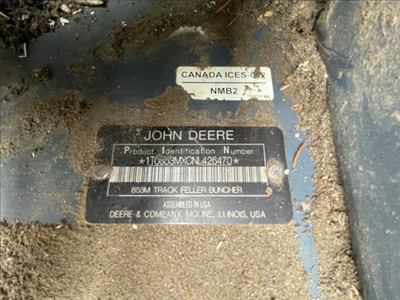 CANADA ICES-002
NMB2
JOHN DEERE
Product Identification Number
*1T0853MXCNL426470*
853M TRACK FELLER BUNCHER
ASSEMBLED IN USA
DEERE & COMPANY, MOLINE, ILLINOIS, USA